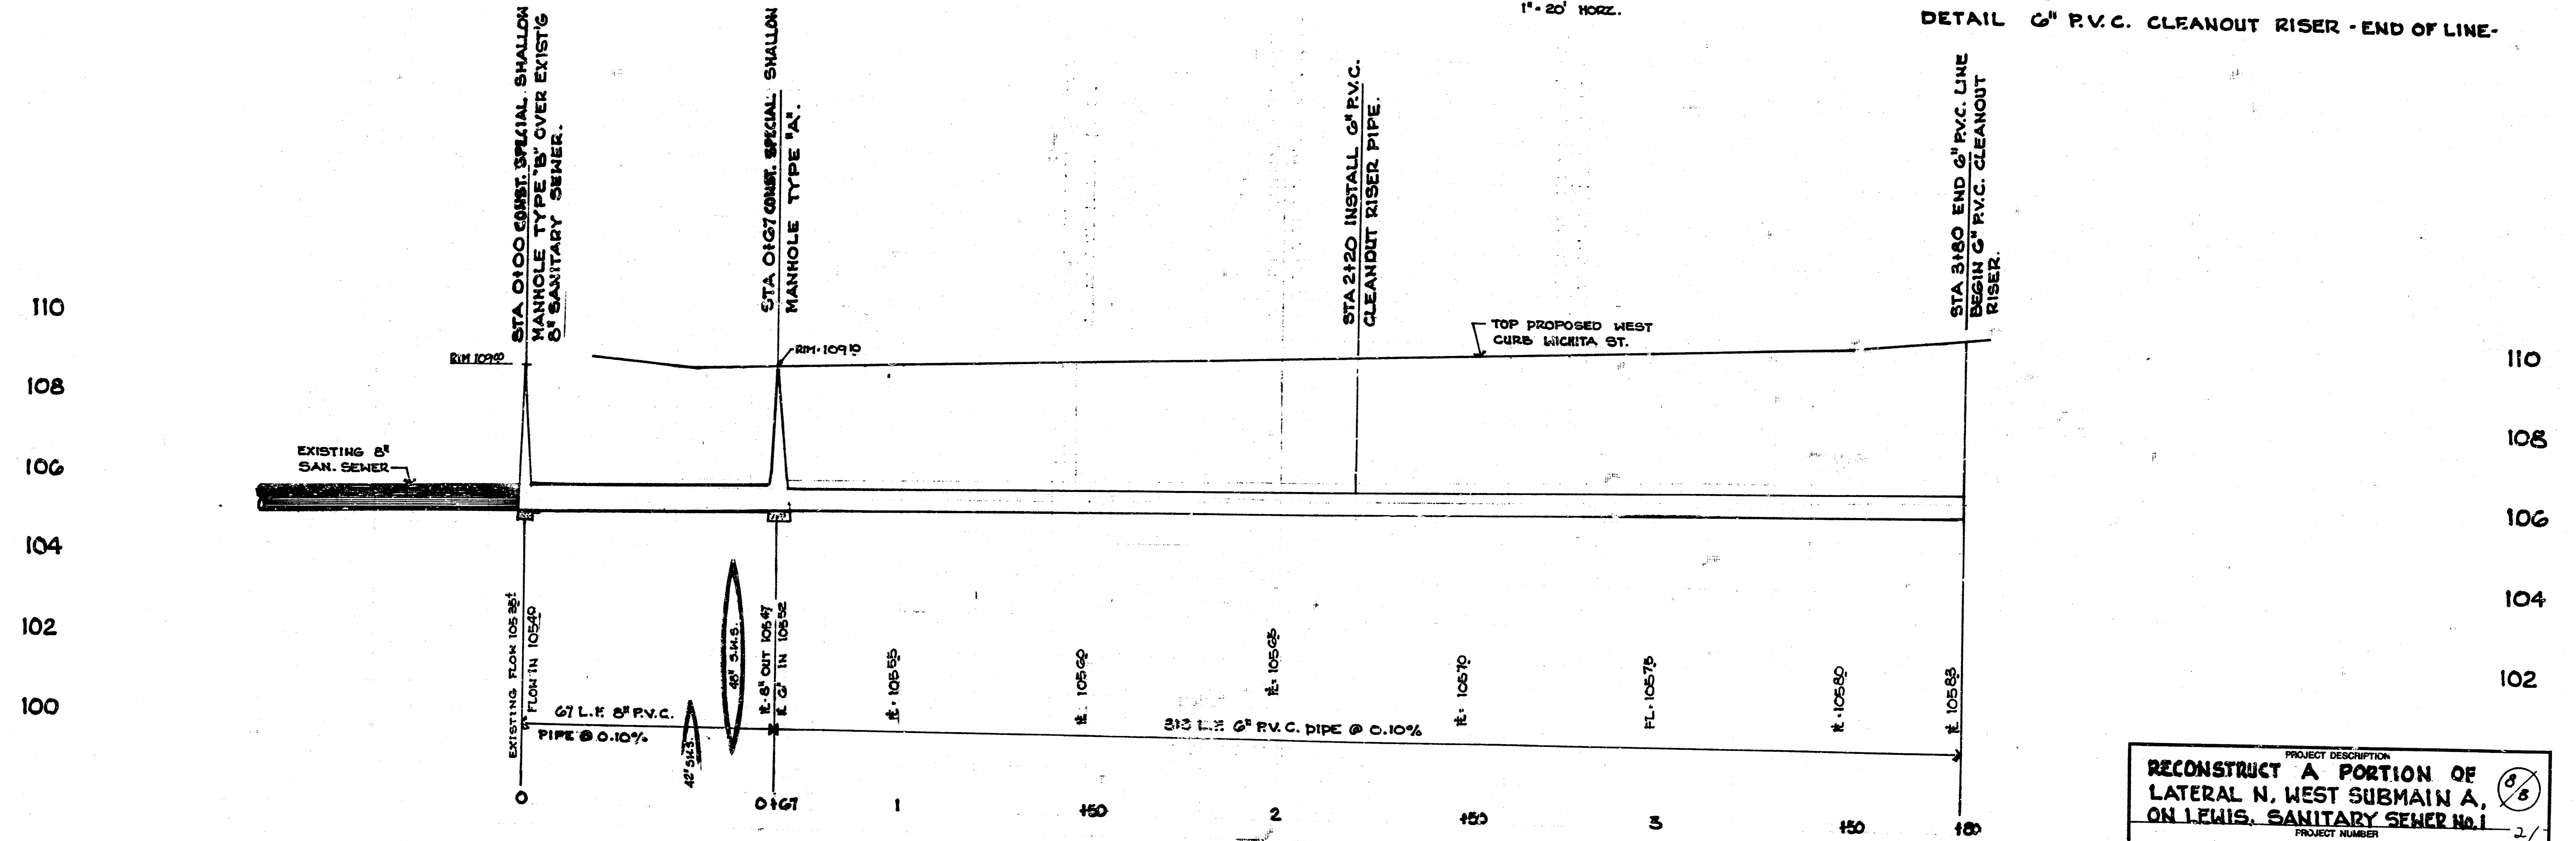 1" = 20' HORZ.
DETAIL 6" P.V.C. CLEANOUT RISER - END OF LINE-
STA 0+00 CONST. SPECIAL SHALLOW
MANHOLE TYPE "B" OVER EXIST'G
8" SANITARY SEWER.
STA 0+67 CONST. SPECIAL SHALLOW
MANHOLE TYPE "A".
STA 2+20 INSTALL 6" P.V.C.
CLEANOUT RISER PIPE.
STA 3+80 END 6" P.V.C. LINE
BEGIN 6" P.V.C. CLEANOUT
RISER.
110
108
106
104
102
100
RIM 109.00
RIM = 109.10
TOP PROPOSED WEST
CURB WICHITA ST.
EXISTING 8"
SAN. SEWER
110
108
106
104
102
EXISTING FLOW 105.35±
FLOW IN 105.40
67 L.F. 8" P.V.C.
PIPE @ 0.10%
42" S.W.S.
48" S.W.S.
FL - 8" OUT 105.47
FL 6" IN 105.52
FL = 105.55
FL 105.60
FL = 105.65
FL = 105.70
FL = 105.75
FL = 105.80
FL 105.83
313 L.F. 6" P.V.C. PIPE @ 0.10%
0
0+67
1
+50
2
+50
3
+50
+80
PROJECT DESCRIPTION
RECONSTRUCT A PORTION OF
LATERAL N, WEST SUBMAIN A,
ON LEWIS, SANITARY SEWER NO. 1
8/8
PROJECT NUMBER
21